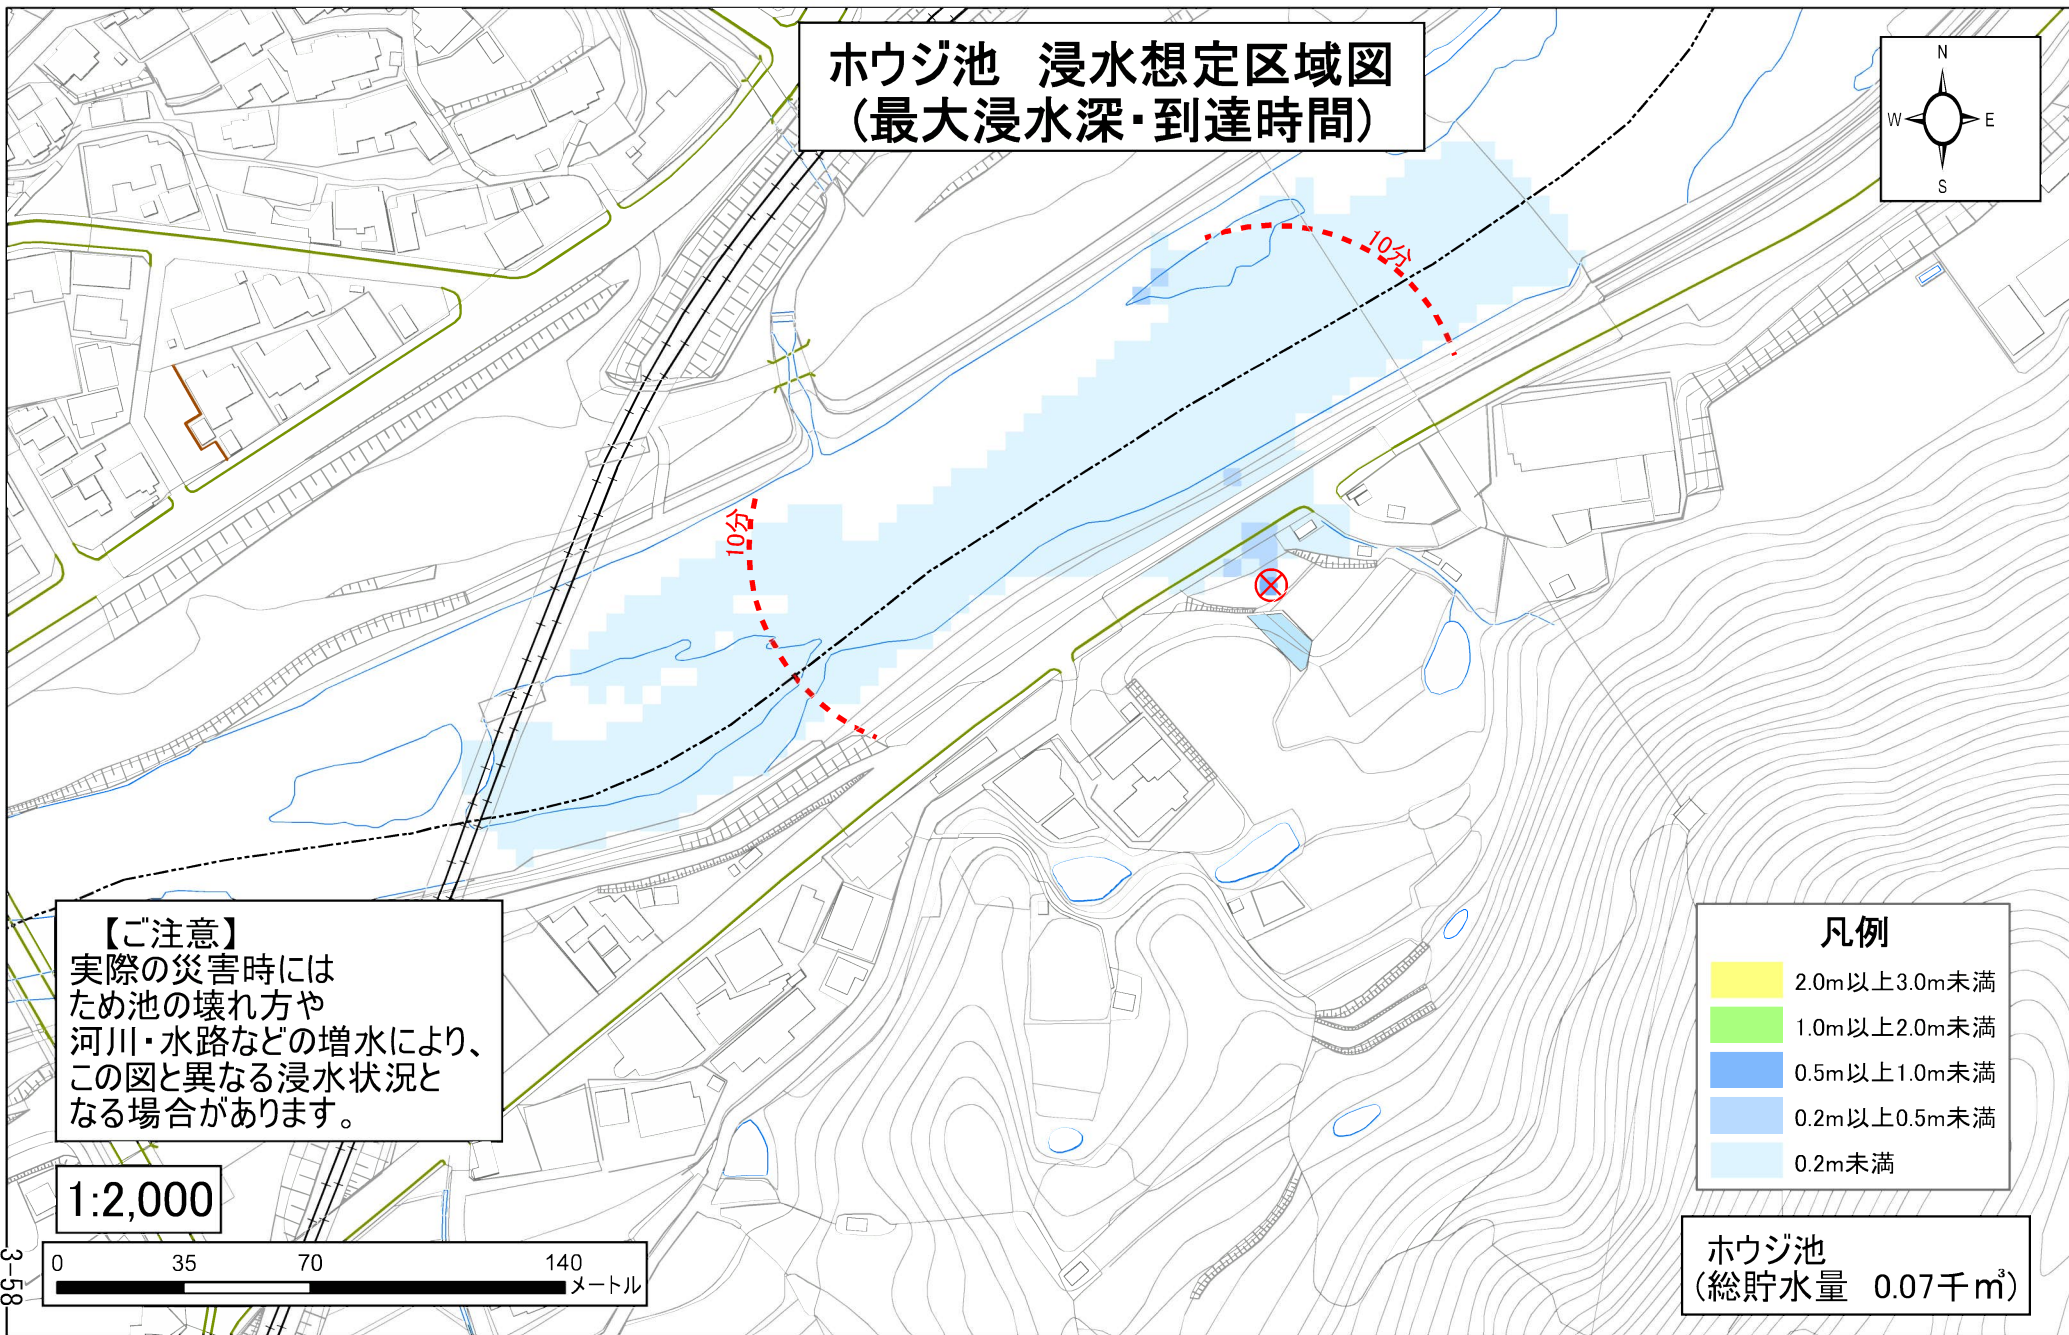 ホウジ池　浸水想定区域図
(最大浸水深・到達時間)
N
W
E
S
10分
10分
【ご注意】
実際の災害時には
ため池の壊れ方や
河川・水路などの増水により、
この図と異なる浸水状況と
なる場合があります。
凡例
2.0m以上3.0m未満
1.0m以上2.0m未満
0.5m以上1.0m未満
0.2m以上0.5m未満
0.2m未満
1:2,000
0 35 70 140
メートル
3-58
ホウジ池
(総貯水量　0.07千㎥)